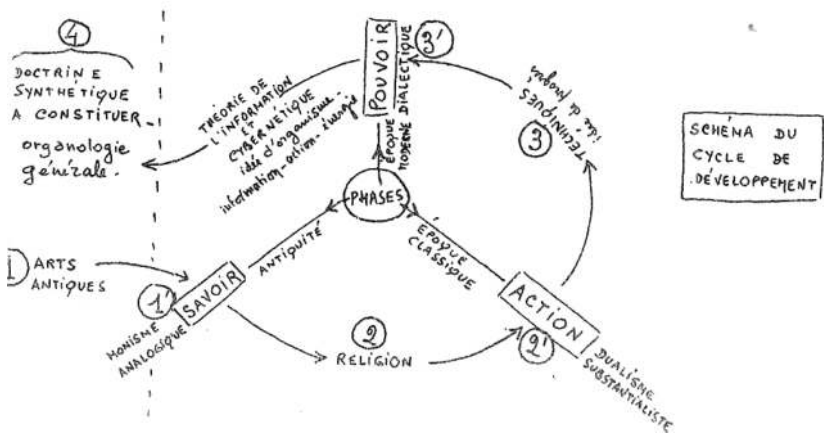 4
DOCTRINE
SYNTHÉTIQUE
A CONSTITUER
organologie
générale.
THÉORIE DE
L'INFORMATION
ET
CYBERNÉTIQUE
idée d'organisme.
information-action-énergie
POUVOIR
3'
ÉPOQUE
MODERNE DIALECTIQUE
3
TECHNIQUES
idée de progrès
SCHÉMA DU
CYCLE DE
DÉVELOPPEMENT
PHASES
ANTIQUITÉ
ÉPOQUE
CLASSIQUE
1 ARTS
ANTIQUES
1'
SAVOIR
MONISME
ANALOGIQUE
2
RELIGION
ACTION
2'
DUALISME
SUBSTANTIALISTE